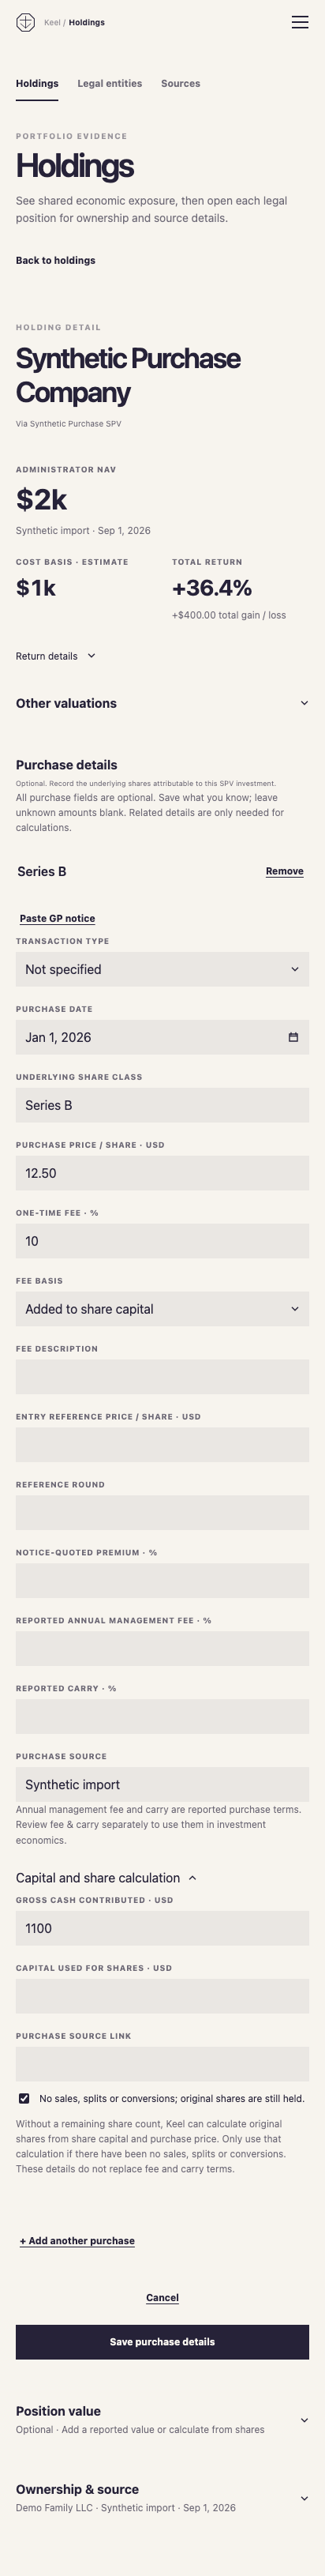 Keel / Holdings
Holdings Legal entities Sources
PORTFOLIO EVIDENCE
Holdings
See shared economic exposure, then open each legal
position for ownership and source details.
Back to holdings
HOLDING DETAIL
Synthetic Purchase
Company
Via Synthetic Purchase SPV
ADMINISTRATOR NAV
$2k
Synthetic import · Sep 1, 2026
COST BASIS · ESTIMATE
$1k
TOTAL RETURN
+36.4%
+$400.00 total gain / loss
Return details
Other valuations
Purchase details
Optional. Record the underlying shares attributable to this SPV investment.
All purchase fields are optional. Save what you know; leave
unknown amounts blank. Related details are only needed for
calculations.
Series B
Remove
Paste GP notice
TRANSACTION TYPE
Not specified
PURCHASE DATE
Jan 1, 2026
UNDERLYING SHARE CLASS
Series B
PURCHASE PRICE / SHARE · USD
12.50
ONE-TIME FEE · %
10
FEE BASIS
Added to share capital
FEE DESCRIPTION
ENTRY REFERENCE PRICE / SHARE · USD
REFERENCE ROUND
NOTICE-QUOTED PREMIUM · %
REPORTED ANNUAL MANAGEMENT FEE · %
REPORTED CARRY · %
PURCHASE SOURCE
Synthetic import
Annual management fee and carry are reported purchase terms.
Review fee & carry separately to use them in investment
economics.
Capital and share calculation
GROSS CASH CONTRIBUTED · USD
1100
CAPITAL USED FOR SHARES · USD
PURCHASE SOURCE LINK
No sales, splits or conversions; original shares are still held.
Without a remaining share count, Keel can calculate original
shares from share capital and purchase price. Only use that
calculation if there have been no sales, splits or conversions.
These details do not replace fee and carry terms.
+ Add another purchase
Cancel
Save purchase details
Position value
Optional · Add a reported value or calculate from shares
Ownership & source
Demo Family LLC · Synthetic import · Sep 1, 2026